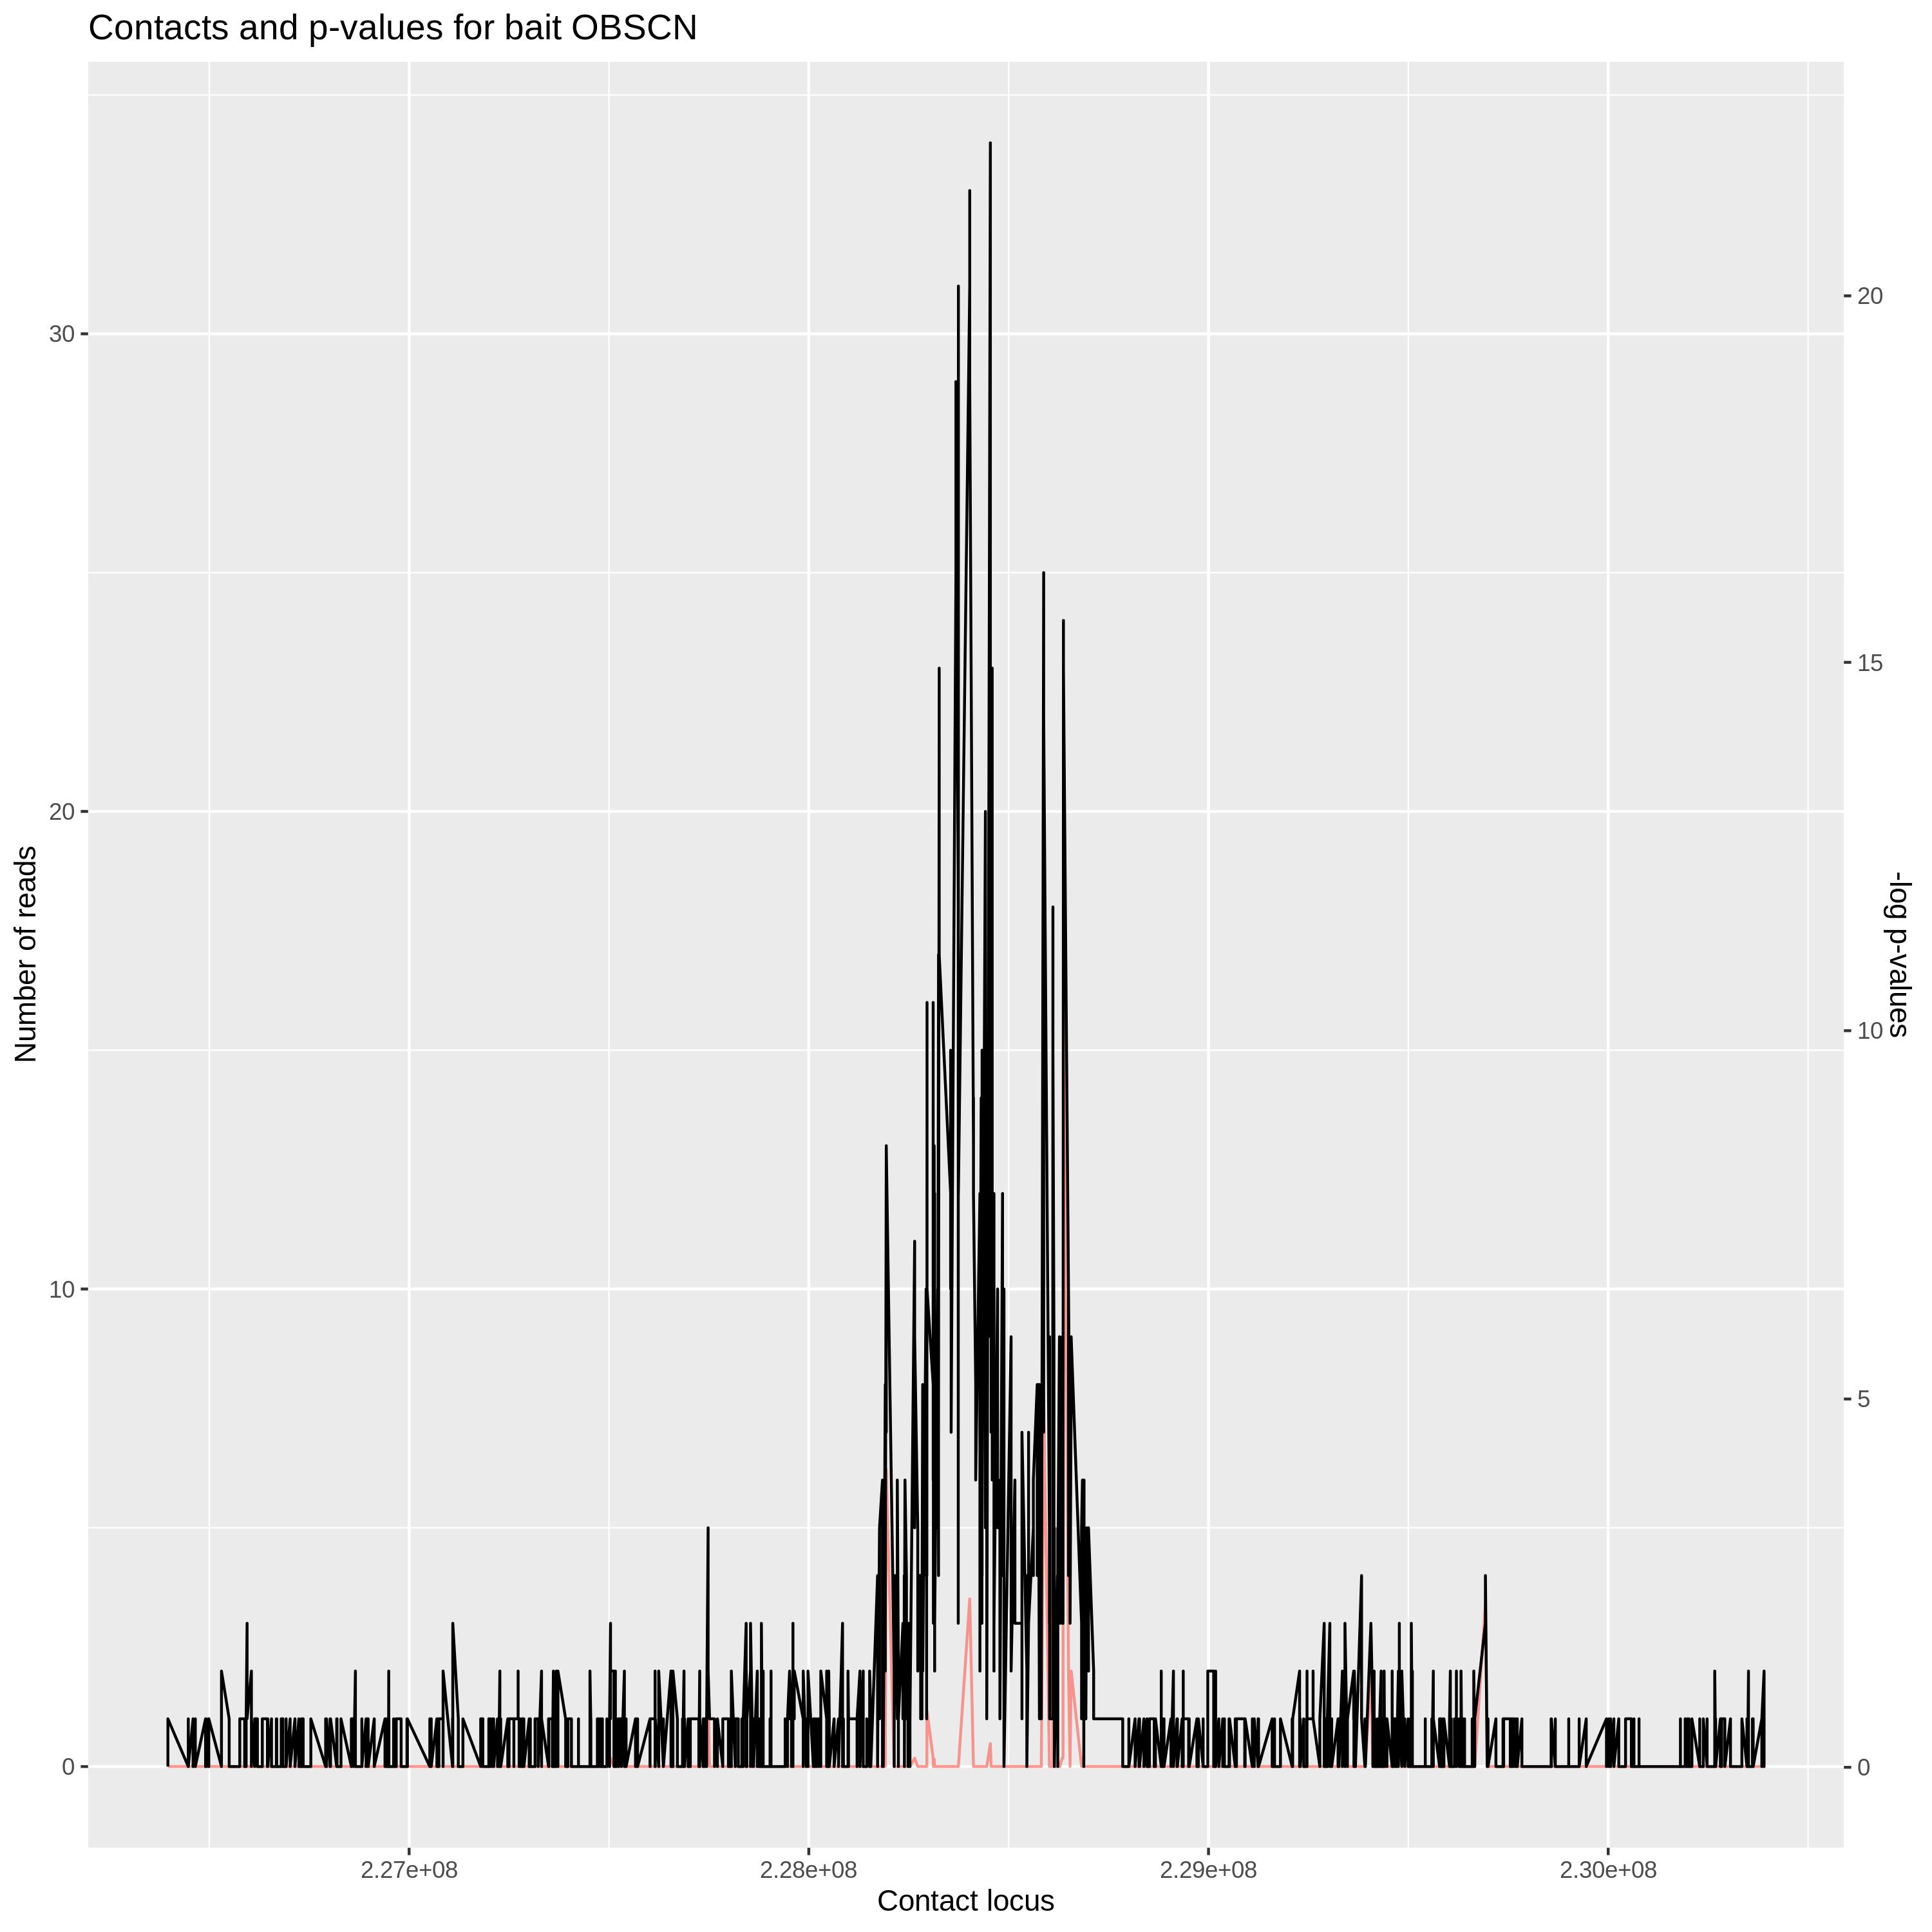 Contacts and p-values for bait OBSCN
30
20
10
0
Number of reads
20
15
10
5
0
-log p-values
2.27e+08
2.28e+08
2.29e+08
2.30e+08
Contact locus